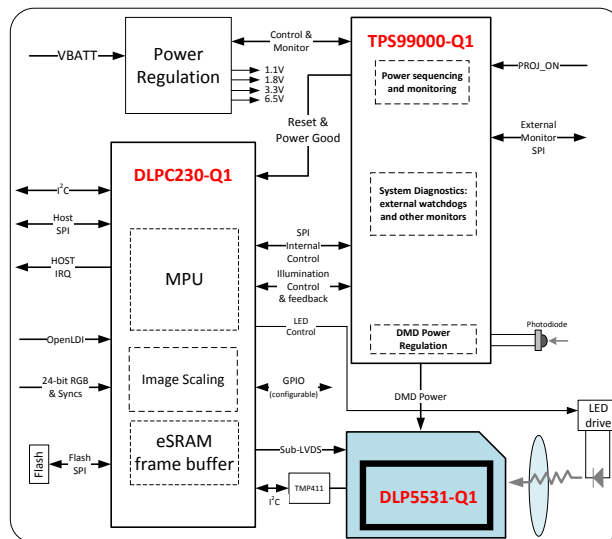 VBATT
Power
Regulation
Control &
Monitor
1.1V
1.8V
3.3V
6.5V
TPS99000-Q1
Power sequencing
and monitoring
PROJ_ON
Reset &
Power Good
External
Monitor
SPI
DLPC230-Q1
System Diagnostics:
external watchdogs
and other monitors
I²C
Host
SPI
HOST
IRQ
MPU
SPI
Internal
Control
Illumination
Control
& feedback
LED
Control
DMD Power
Regulation
Photodiode
OpenLDI
24-bit RGB
& Syncs
Image Scaling
GPIO
(configurable)
DMD Power
LED
drive
Flash
Flash
SPI
eSRAM
frame buffer
Sub-LVDS
I²C
TMP411
DLP5531-Q1